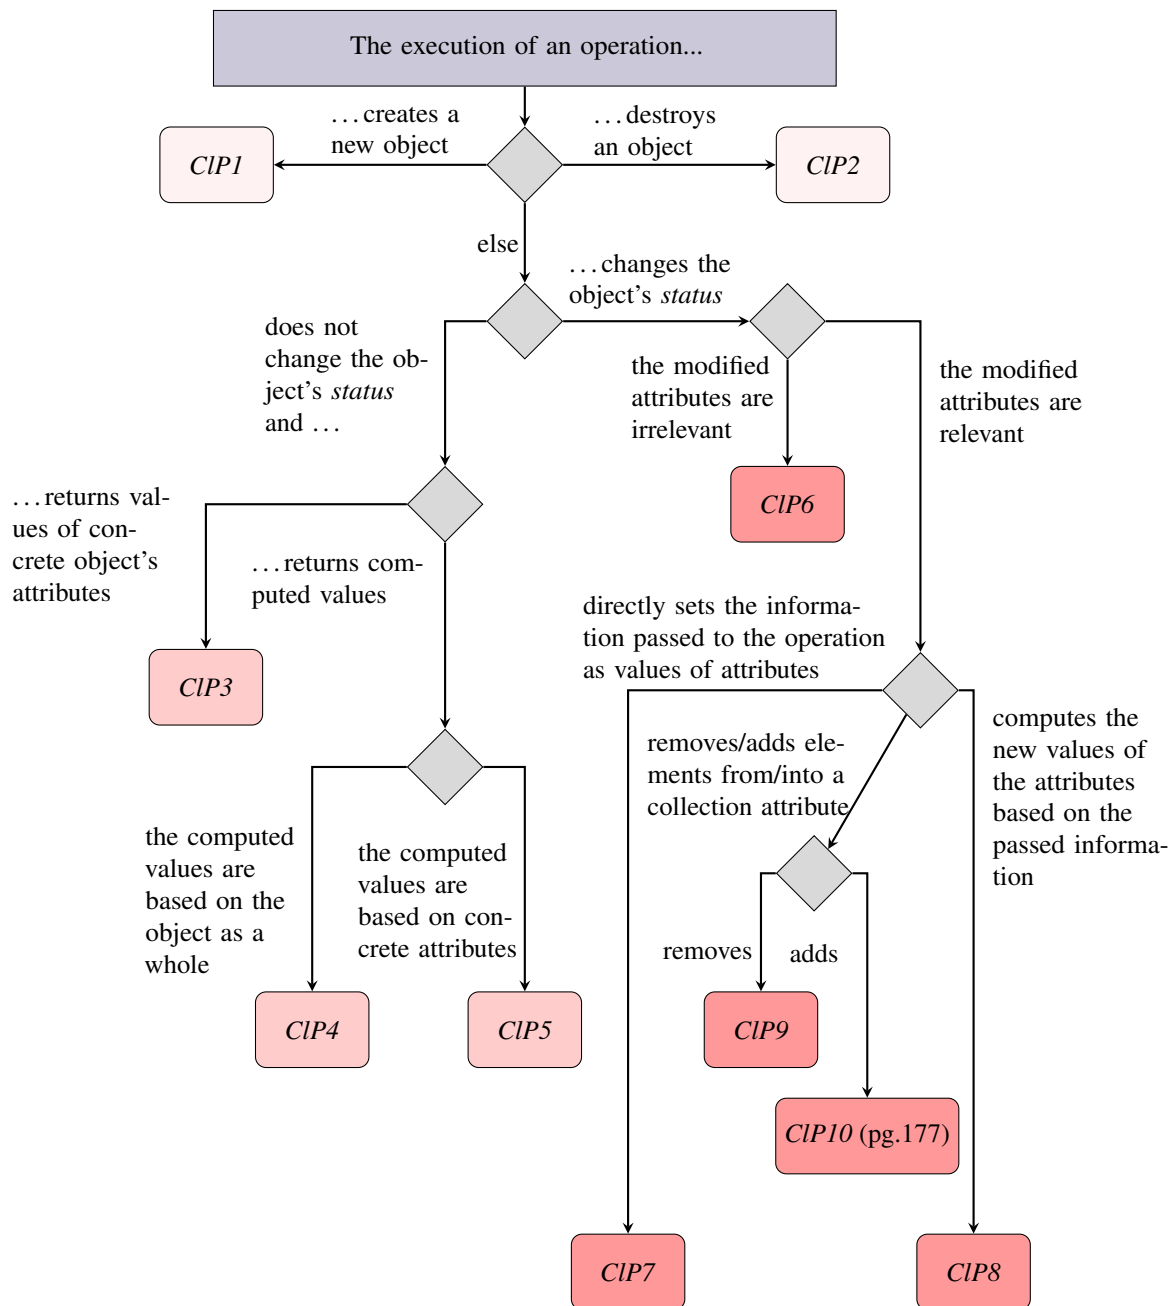 The execution of an operation...
…creates a
new object
…destroys
an object
ClP1
ClP2
else
…changes the
object's status
does not
change the ob-
ject's status
and …
the modified
attributes are
irrelevant
the modified
attributes are
relevant
ClP6
…returns val-
ues of con-
crete object's
attributes
…returns com-
puted values
directly sets the informa-
tion passed to the operation
as values of attributes
ClP3
removes/adds ele-
ments from/into a
collection attribute
computes the
new values of
the attributes
based on the
passed informa-
tion
the computed
values are
based on the
object as a
whole
the computed
values are
based on con-
crete attributes
removes
adds
ClP4
ClP5
ClP9
ClP10 (pg.177)
ClP7
ClP8